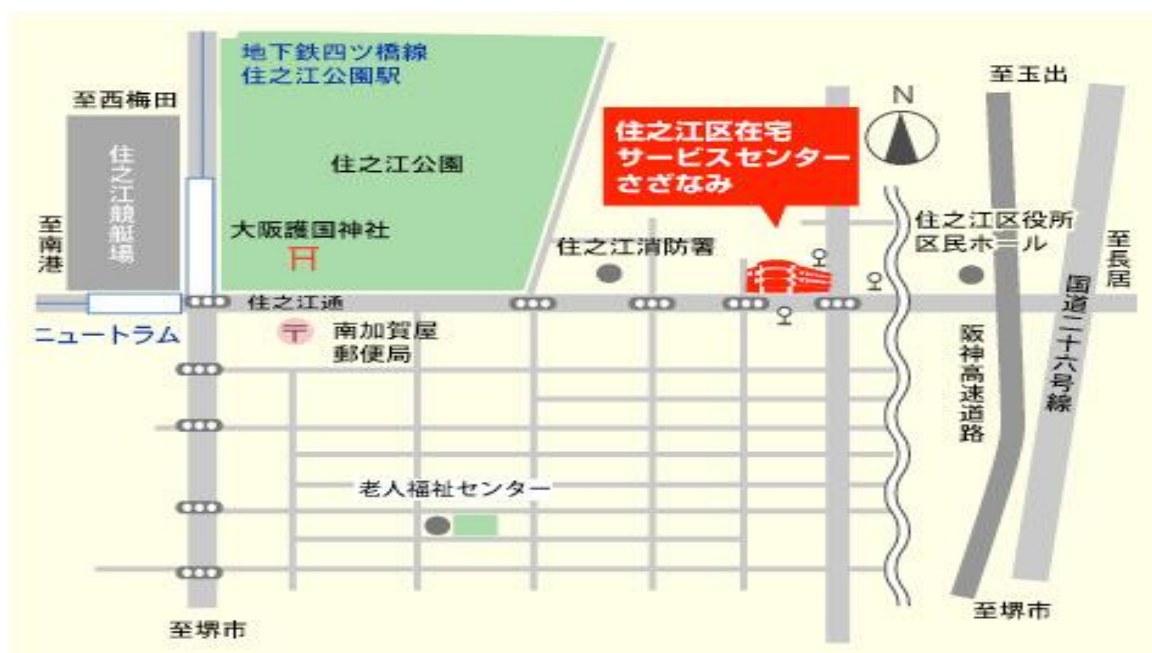 地下鉄四ツ橋線
住之江公園駅
至西梅田
至玉出
N
住之江区在宅
サービスセンター
さざなみ
住之江競艇場
住之江公園
至南港
大阪護国神社
住之江消防署
住之江区役所
区民ホール
至長居
住之江通
国道二十六号線
ニュートラム
〒
南加賀屋
郵便局
阪神高速道路
老人福祉センター
至堺市
至堺市